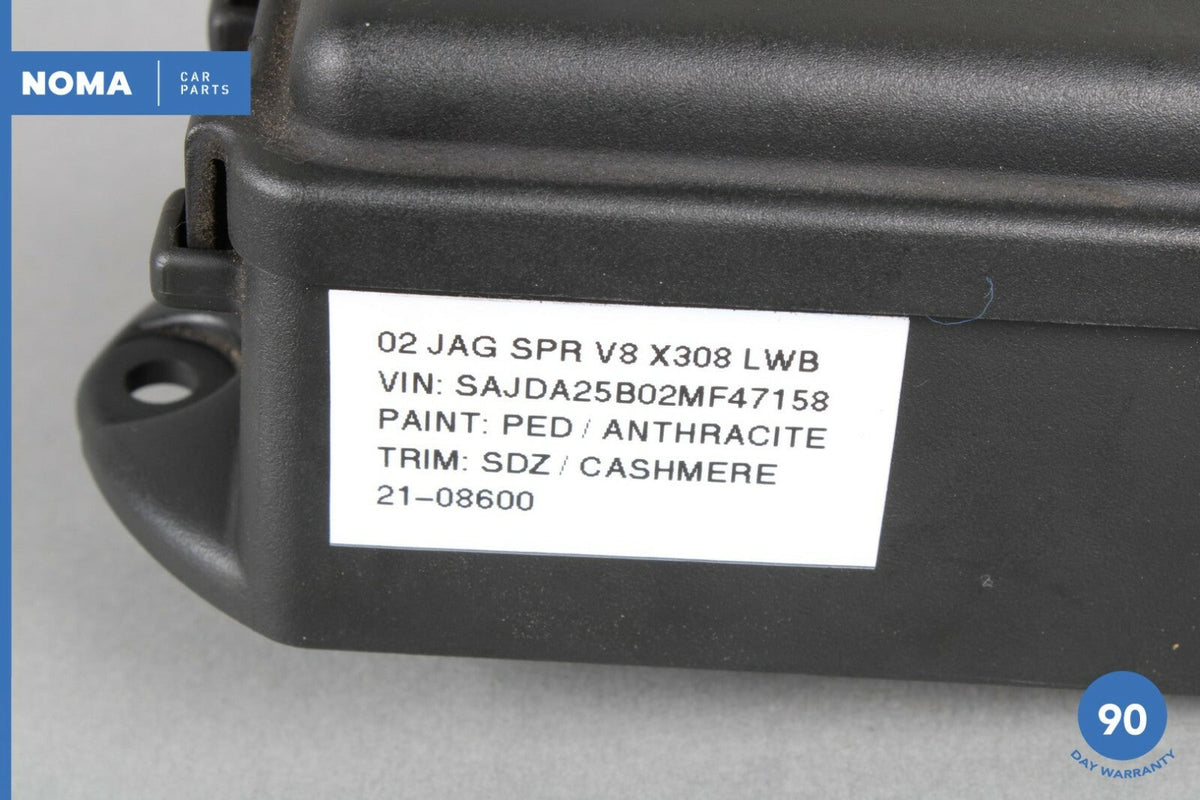 NOMA
CAR
PARTS
02 JAG SPR V8 X308 LWB
VIN: SAJDA25B02MF47158
PAINT: PED / ANTHRACITE
TRIM: SDZ / CASHMERE
21-08600
90
DAY WARRANTY